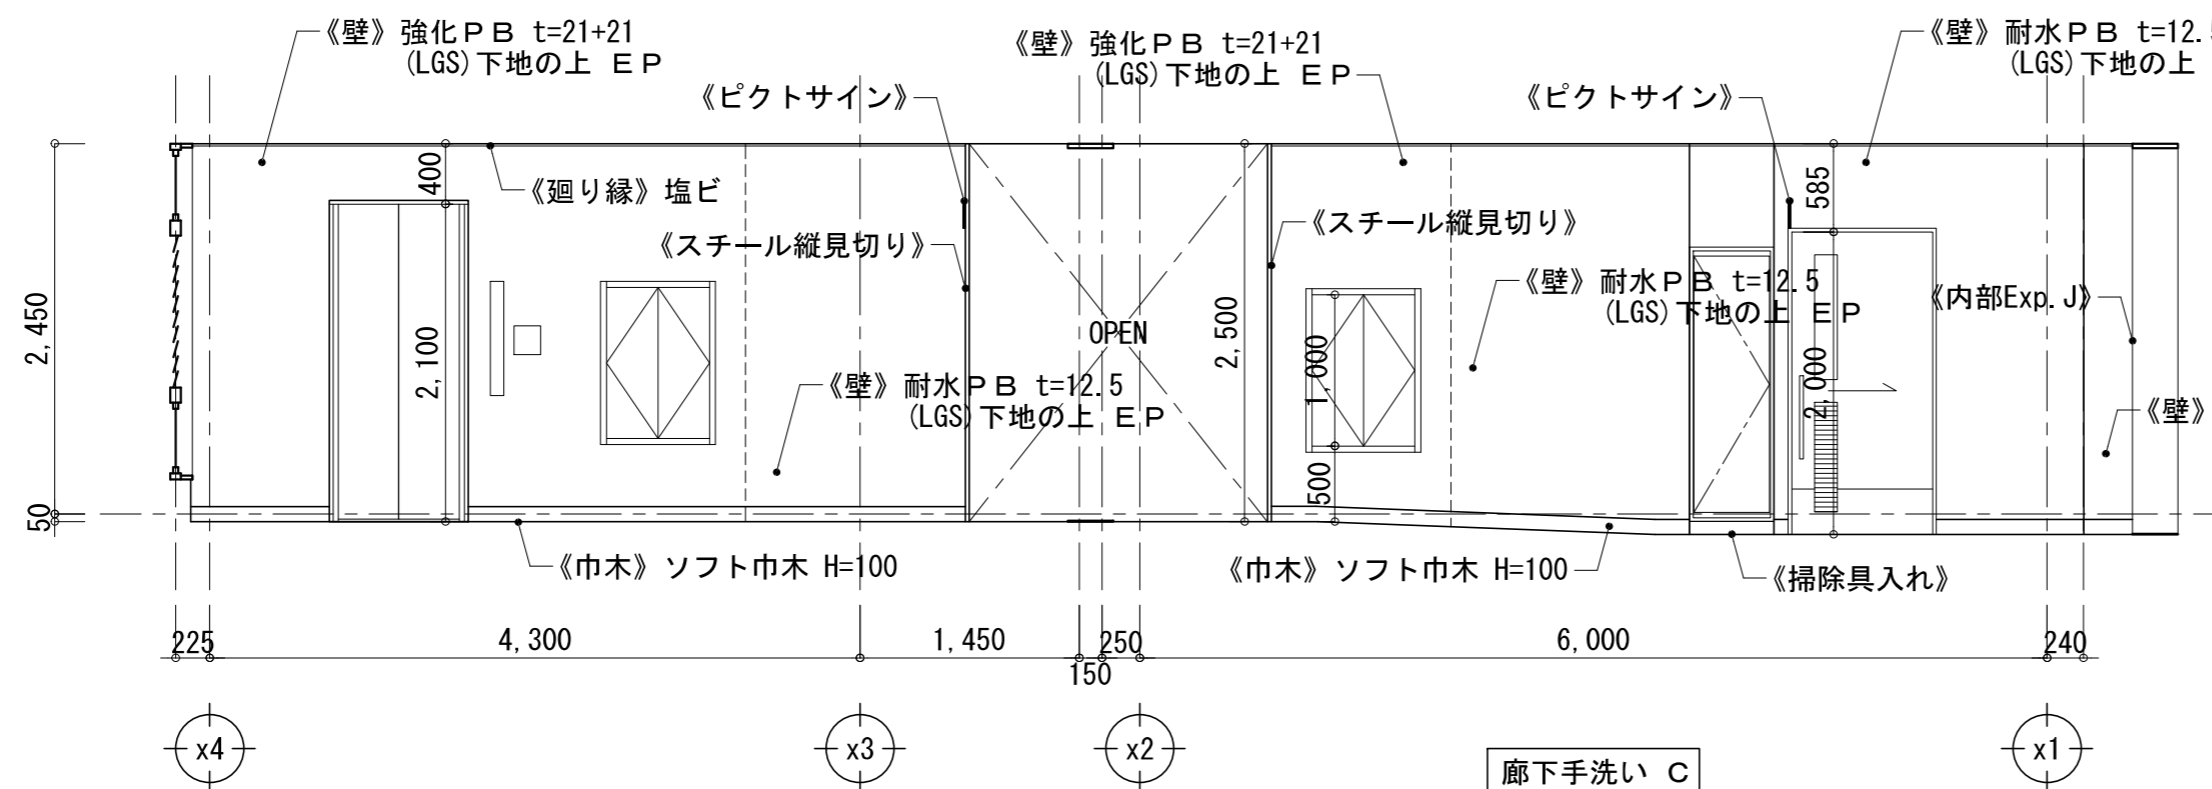 《壁》強化ＰＢ t=21+21
(LGS)下地の上 ＥＰ
《壁》強化ＰＢ t=21+21
(LGS)下地の上 ＥＰ
《壁》耐水ＰＢ t=12.5
(LGS)下地の上
《ピクトサイン》
《ピクトサイン》
400
585
《廻り縁》塩ビ
《スチール縦見切り》
《スチール縦見切り》
《壁》耐水ＰＢ t=12.5
(LGS)下地の上 ＥＰ
《内部Exp.J》
2,450
2,100
OPEN
2,500
1,000
2,000
《壁》耐水ＰＢ t=12.5
(LGS)下地の上 ＥＰ
《壁》
500
50
《巾木》ソフト巾木 H=100
《巾木》ソフト巾木 H=100
《掃除具入れ》
225
4,300
1,450
150
250
6,000
240
x4
x3
x2
x1
廊下手洗い Ｃ